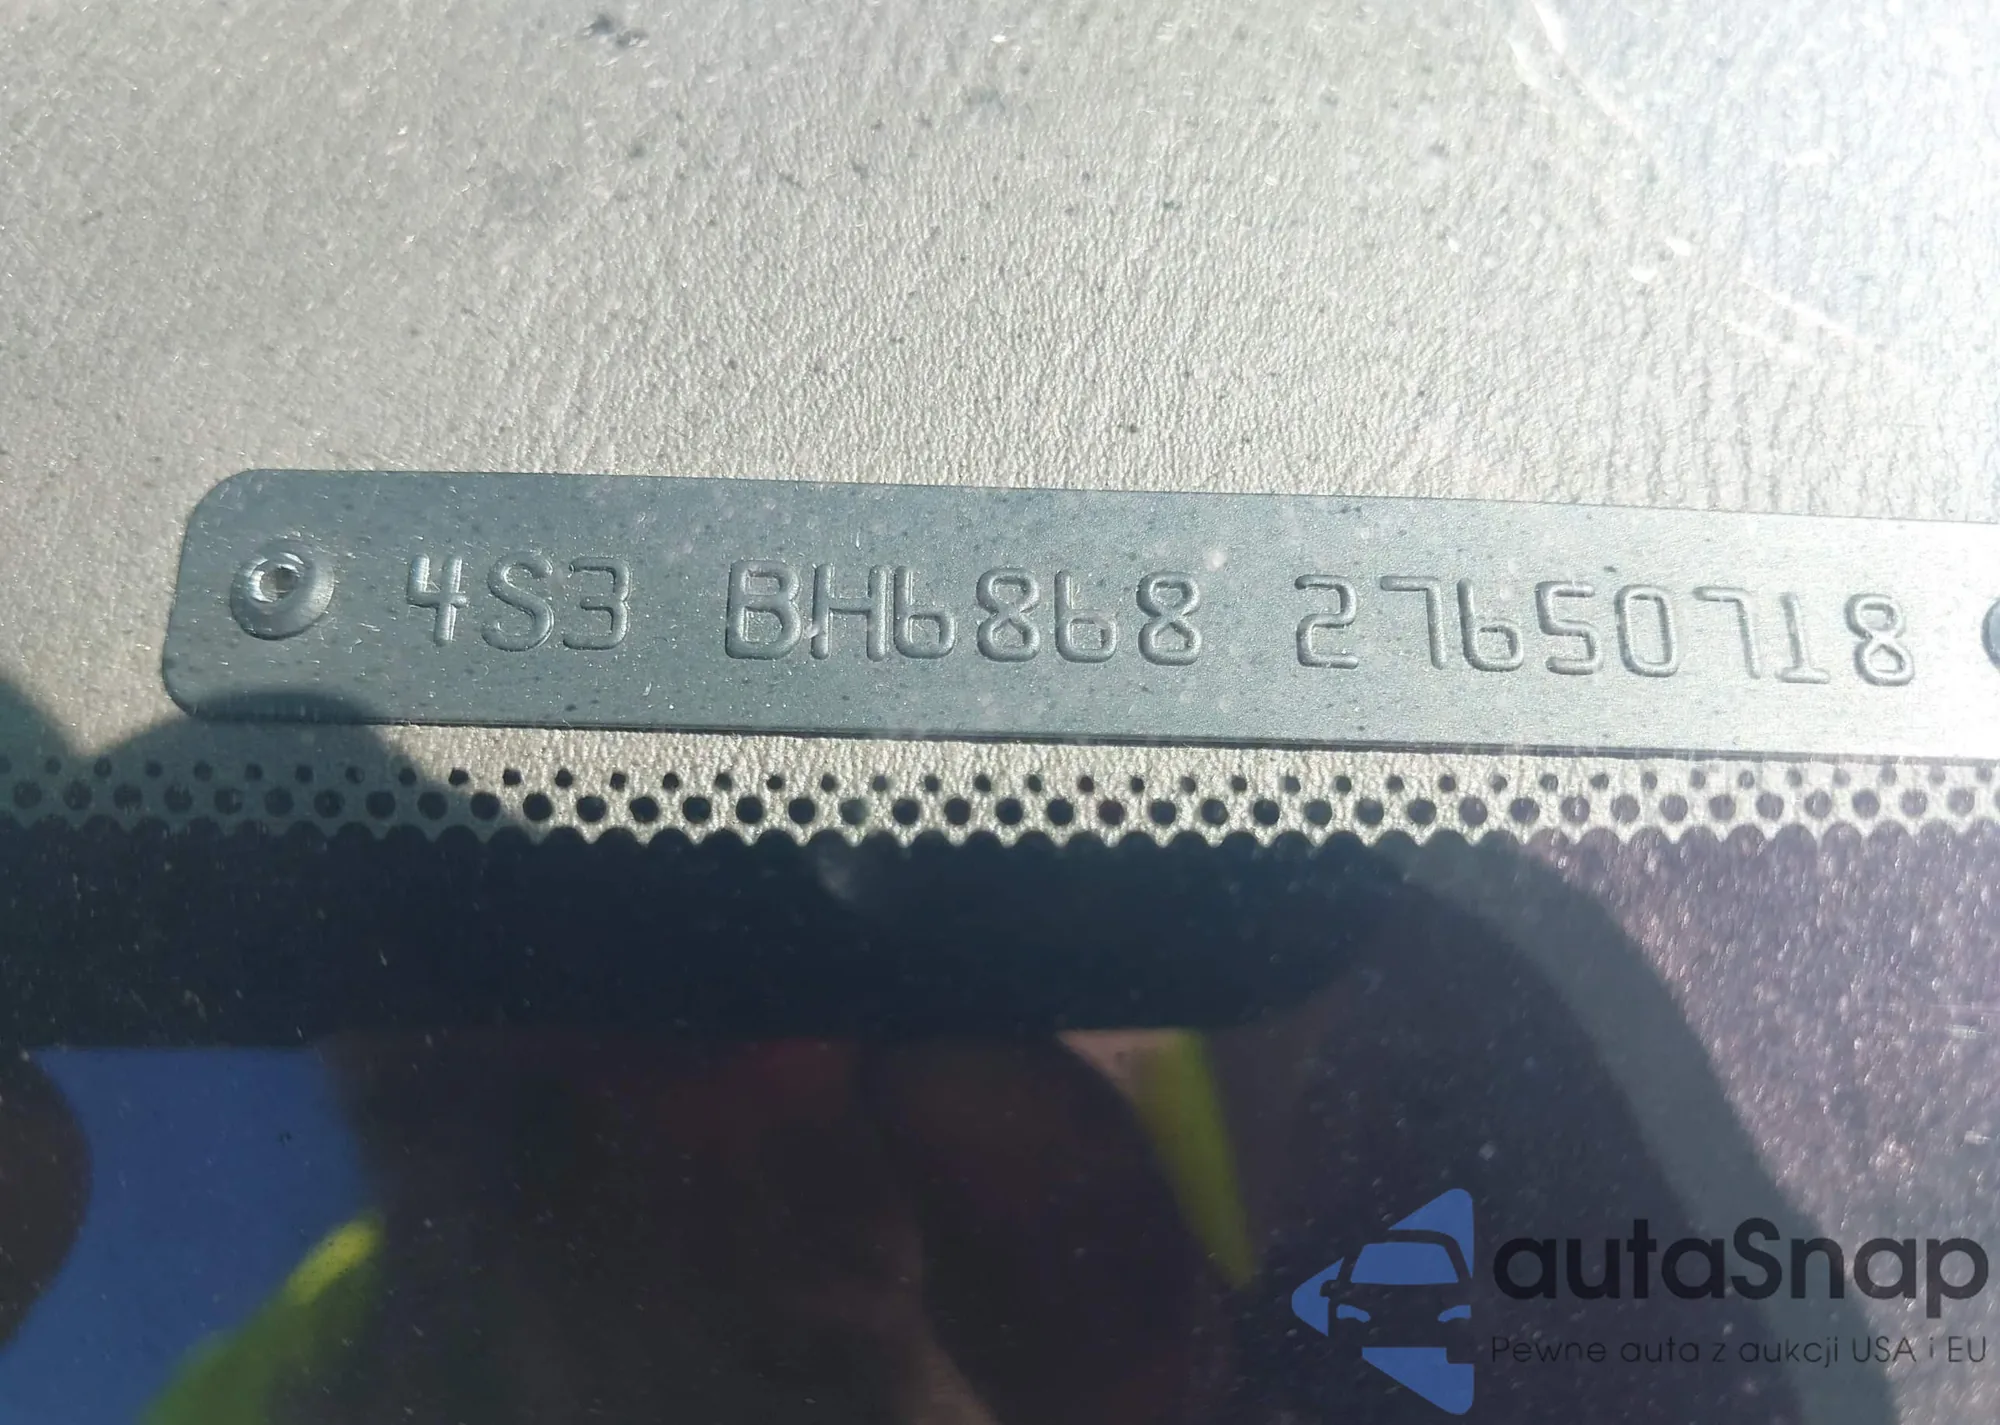 4S3 BH6868 27650718
autaSnap
Pewne auta z aukcji USA i EU